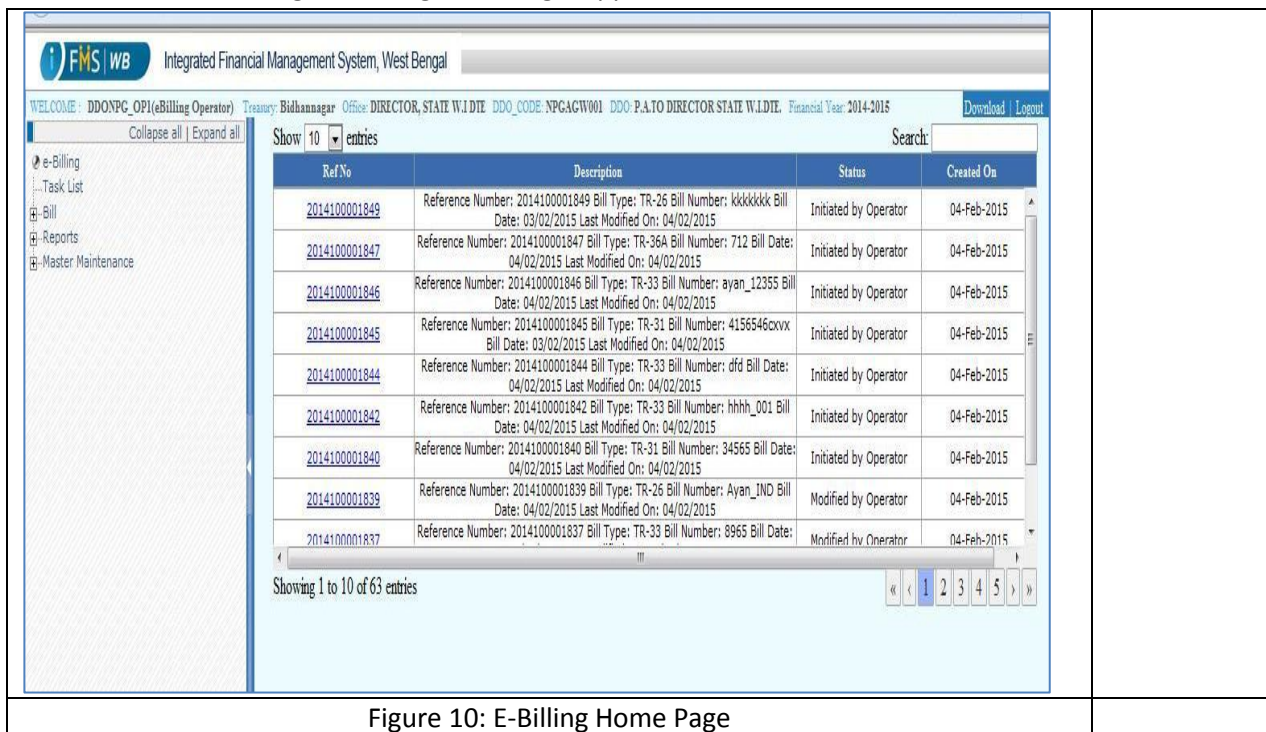 i FMS WB Integrated Financial Management System, West Bengal
WELCOME : DDONPG_OP1(eBilling Operator) Treasury: Bidhannagar Office: DIRECTOR, STATE W.I DTE DDO_CODE: NPGAGW001 DDO: P.A.TO DIRECTOR STATE W.I.DTE. Financial Year: 2014-2015 Download | Logout
Collapse all | Expand all
e-Billing
Task List
Bill
Reports
Master Maintenance
Show 10 entries Search:
Ref No Description Status Created On
2014100001849 Reference Number: 2014100001849 Bill Type: TR-26 Bill Number: kkkkkkk Bill Initiated by Operator 04-Feb-2015
Date: 03/02/2015 Last Modified On: 04/02/2015
2014100001847 Reference Number: 2014100001847 Bill Type: TR-36A Bill Number: 712 Bill Date: Initiated by Operator 04-Feb-2015
04/02/2015 Last Modified On: 04/02/2015
2014100001846 Reference Number: 2014100001846 Bill Type: TR-33 Bill Number: ayan_12355 Bill Initiated by Operator 04-Feb-2015
Date: 04/02/2015 Last Modified On: 04/02/2015
2014100001845 Reference Number: 2014100001845 Bill Type: TR-31 Bill Number: 4156546cxvx Initiated by Operator 04-Feb-2015
Bill Date: 03/02/2015 Last Modified On: 04/02/2015
2014100001844 Reference Number: 2014100001844 Bill Type: TR-33 Bill Number: dfd Bill Date: Initiated by Operator 04-Feb-2015
04/02/2015 Last Modified On: 04/02/2015
2014100001842 Reference Number: 2014100001842 Bill Type: TR-33 Bill Number: hhhh_001 Bill Initiated by Operator 04-Feb-2015
Date: 04/02/2015 Last Modified On: 04/02/2015
2014100001840 Reference Number: 2014100001840 Bill Type: TR-31 Bill Number: 34565 Bill Date: Initiated by Operator 04-Feb-2015
04/02/2015 Last Modified On: 04/02/2015
2014100001839 Reference Number: 2014100001839 Bill Type: TR-26 Bill Number: Ayan_IND Bill Modified by Operator 04-Feb-2015
Date: 04/02/2015 Last Modified On: 04/02/2015
2014100001837 Reference Number: 2014100001837 Bill Type: TR-33 Bill Number: 8965 Bill Date: Modified by Operator 04-Feb-2015
Showing 1 to 10 of 63 entries « ‹ 1 2 3 4 5 › »
Figure 10: E-Billing Home Page